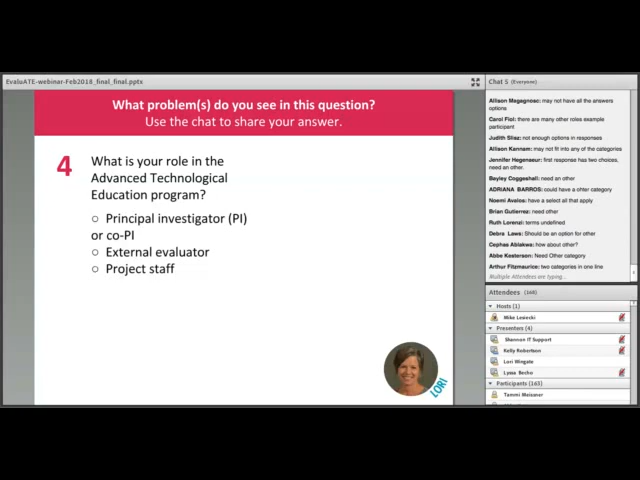 EvaluATE-webinar-Feb2018_final_final.pptx
What problem(s) do you see in this question?
Use the chat to share your answer.
4
What is your role in the
Advanced Technological
Education program?
○ Principal investigator (PI)
or co-PI
○ External evaluator
○ Project staff
LORI
Chat 5 (Everyone)
Allison Magagnosc: may not have all the answers
options
Carol Fiol: there are many other roles example
participant
Judith Sliaz: not enough options in responses
Allison Kannam: may not fit into any of the categories
Jennifer Hegenseur: first response has two choices,
need an other.
Bayley Coggeshall: need an other
ADRIANA BARROS: could have a ohter category
Noemi Avalos: have a select all that apply
Brian Gutierrez: need other
Ruth Lorenzi: terms undefined
Debra Laws: Should be an option for other
Cephas Ablakwa: how about other?
Abbe Kesterson: Need Other category
Arthur Fitzmaurice: two categories in one line
Multiple Attendees are typing...
Attendees (168)
Hosts (1)
Mike Lesiecki
Presenters (4)
Shannon IT Support
Kelly Robertson
Lori Wingate
Lyssa Becho
Participants (163)
Tammi Meissner